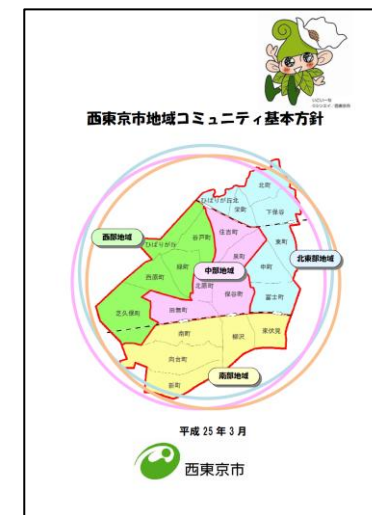 西東京市地域コミュニティ基本方針
北町
ひばりが丘北
栄町
下保谷
住吉町
谷戸町
ひばりが丘
東町
西部地域
泉町
北東部地域
緑町
中部地域
中町
西原町
北原町
保谷町
富士町
芝久保町
田無町
南町
柳沢
東伏見
向台町
南部地域
新町
平成25年3月
西東京市